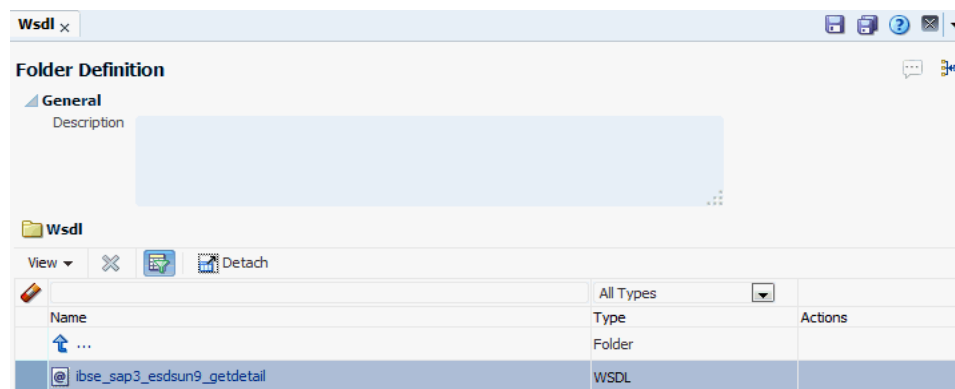 Wsdl
Folder Definition
General
Description
Wsdl
View Detach
All Types
Name Type Actions
... Folder
ibse_sap3_esdsun9_getdetail WSDL